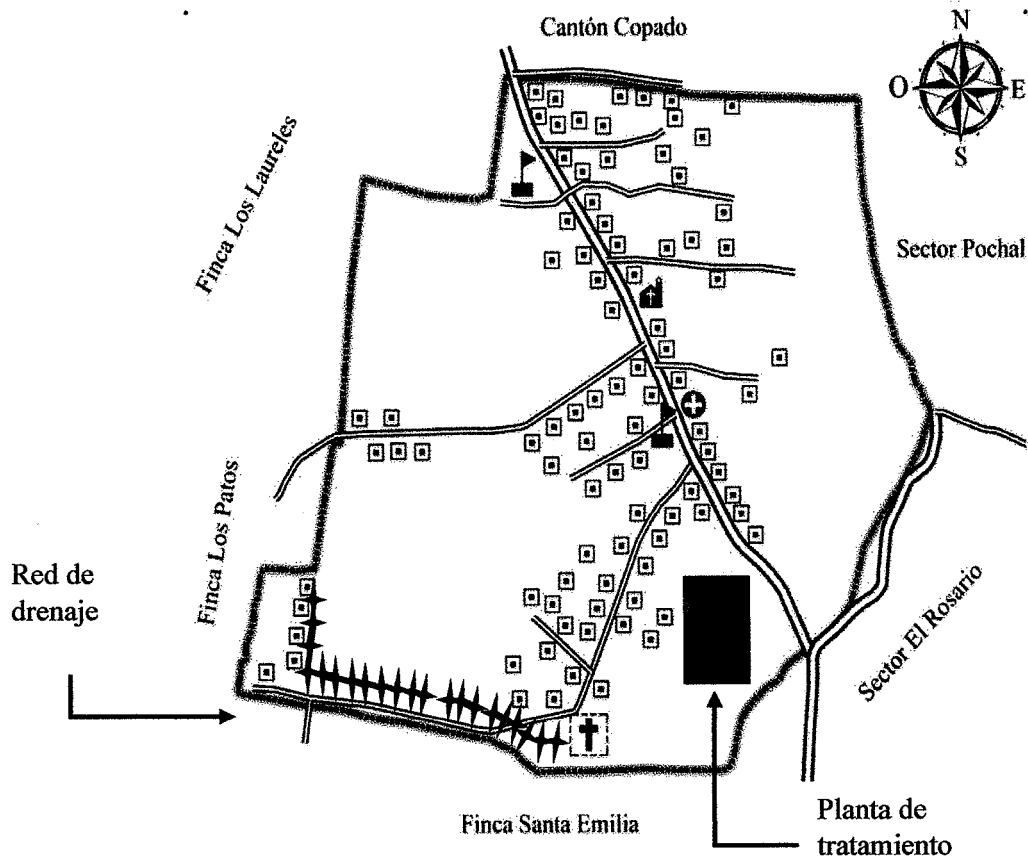 Cantón Copado
N
O
E
S
Finca Los Laureles
Sector Pochal
Finca Los Patos
Red de
drenaje
Sector El Rosario
Finca Santa Emilia
Planta de
tratamiento